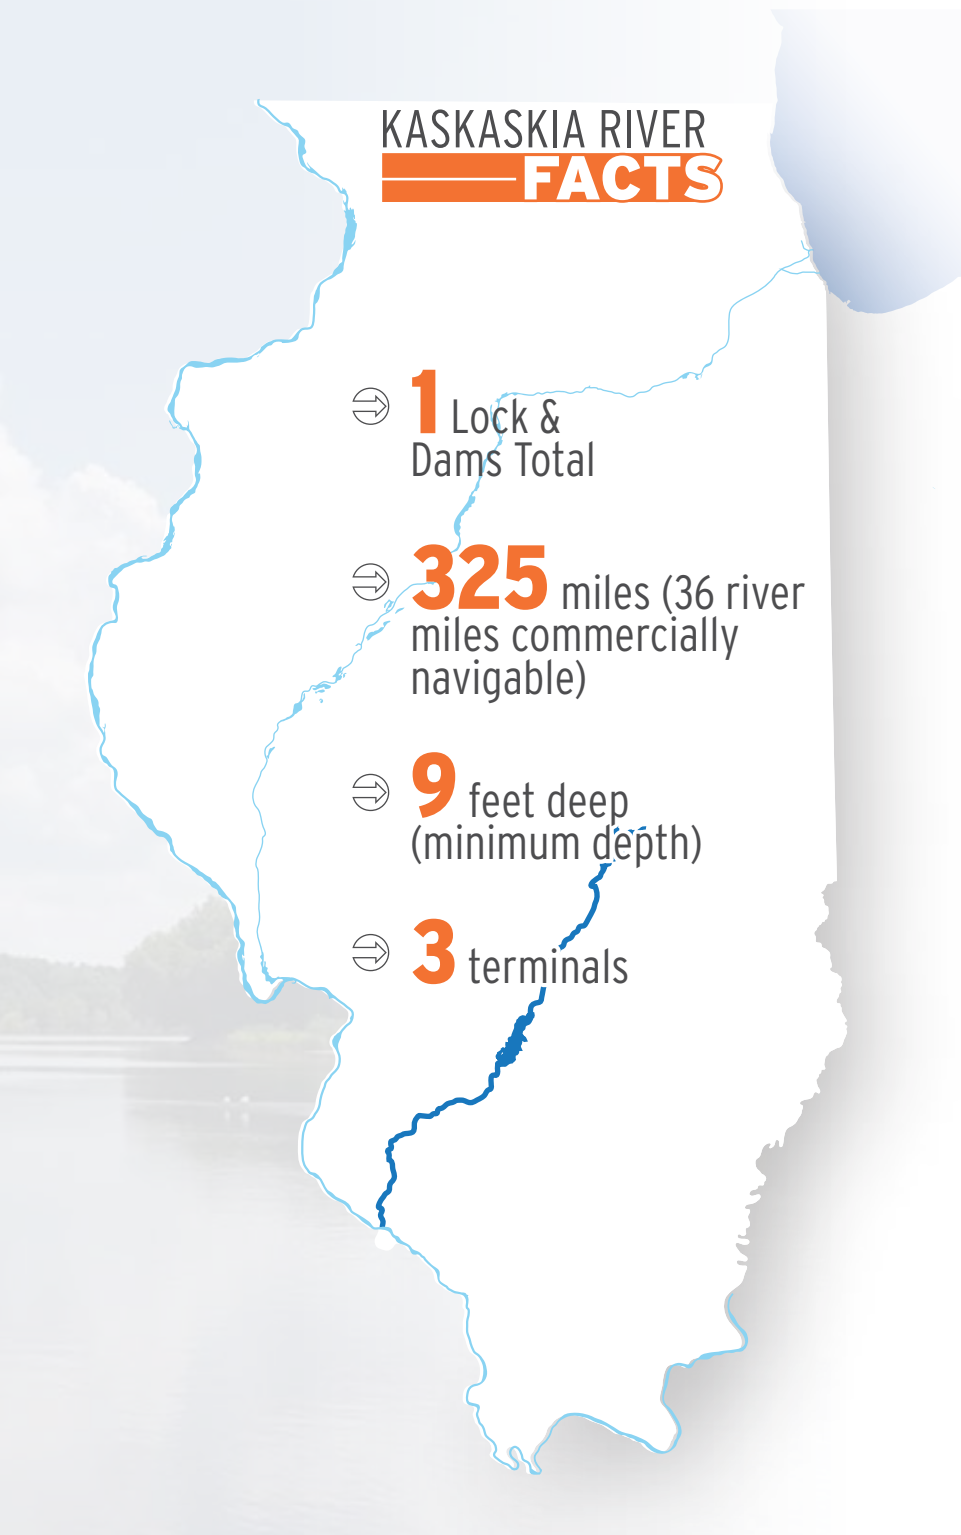 KASKASKIA RIVER
FACTS
1 Lock &
Dams Total
325 miles (36 river
miles commercially
navigable)
9 feet deep
(minimum depth)
3 terminals